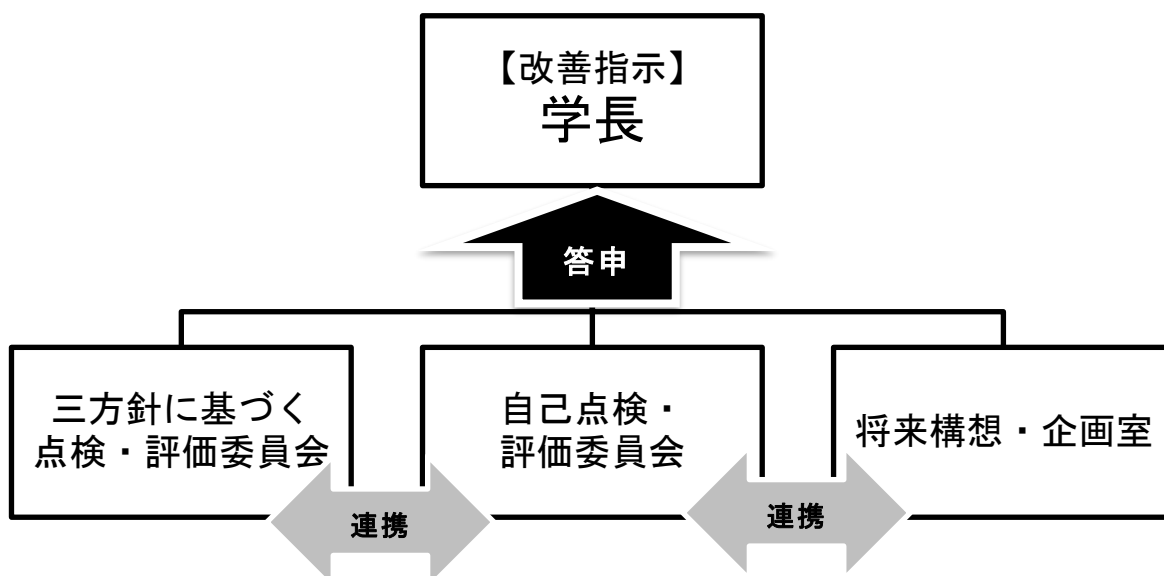 【改善指示】
学長
答申
三方針に基づく
点検・評価委員会
自己点検・
評価委員会
将来構想・企画室
連携
連携